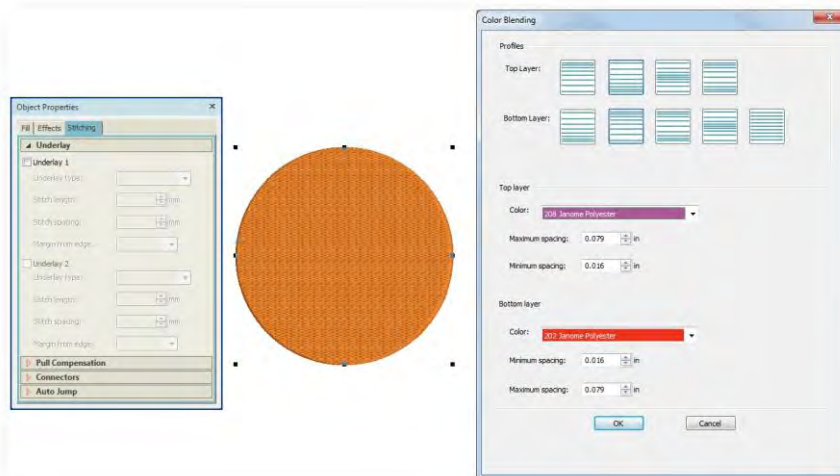 Object Properties
Fill Effects Stitching
Underlay
Underlay 1
Underlay type:
Stitch length: mm
Stitch spacing: mm
Margin from edge:
Underlay 2
Underlay type:
Stitch length: mm
Stitch spacing: mm
Margin from edge:
Pull Compensation
Connectors
Auto Jump
Color Blending
Profiles
Top Layer:
Bottom Layer:
Top layer
Color: 208 Janome Polyester
Maximum spacing: 0.079 in
Minimum spacing: 0.016 in
Bottom layer
Color: 202 Janome Polyester
Minimum spacing: 0.016 in
Maximum spacing: 0.079 in
OK Cancel